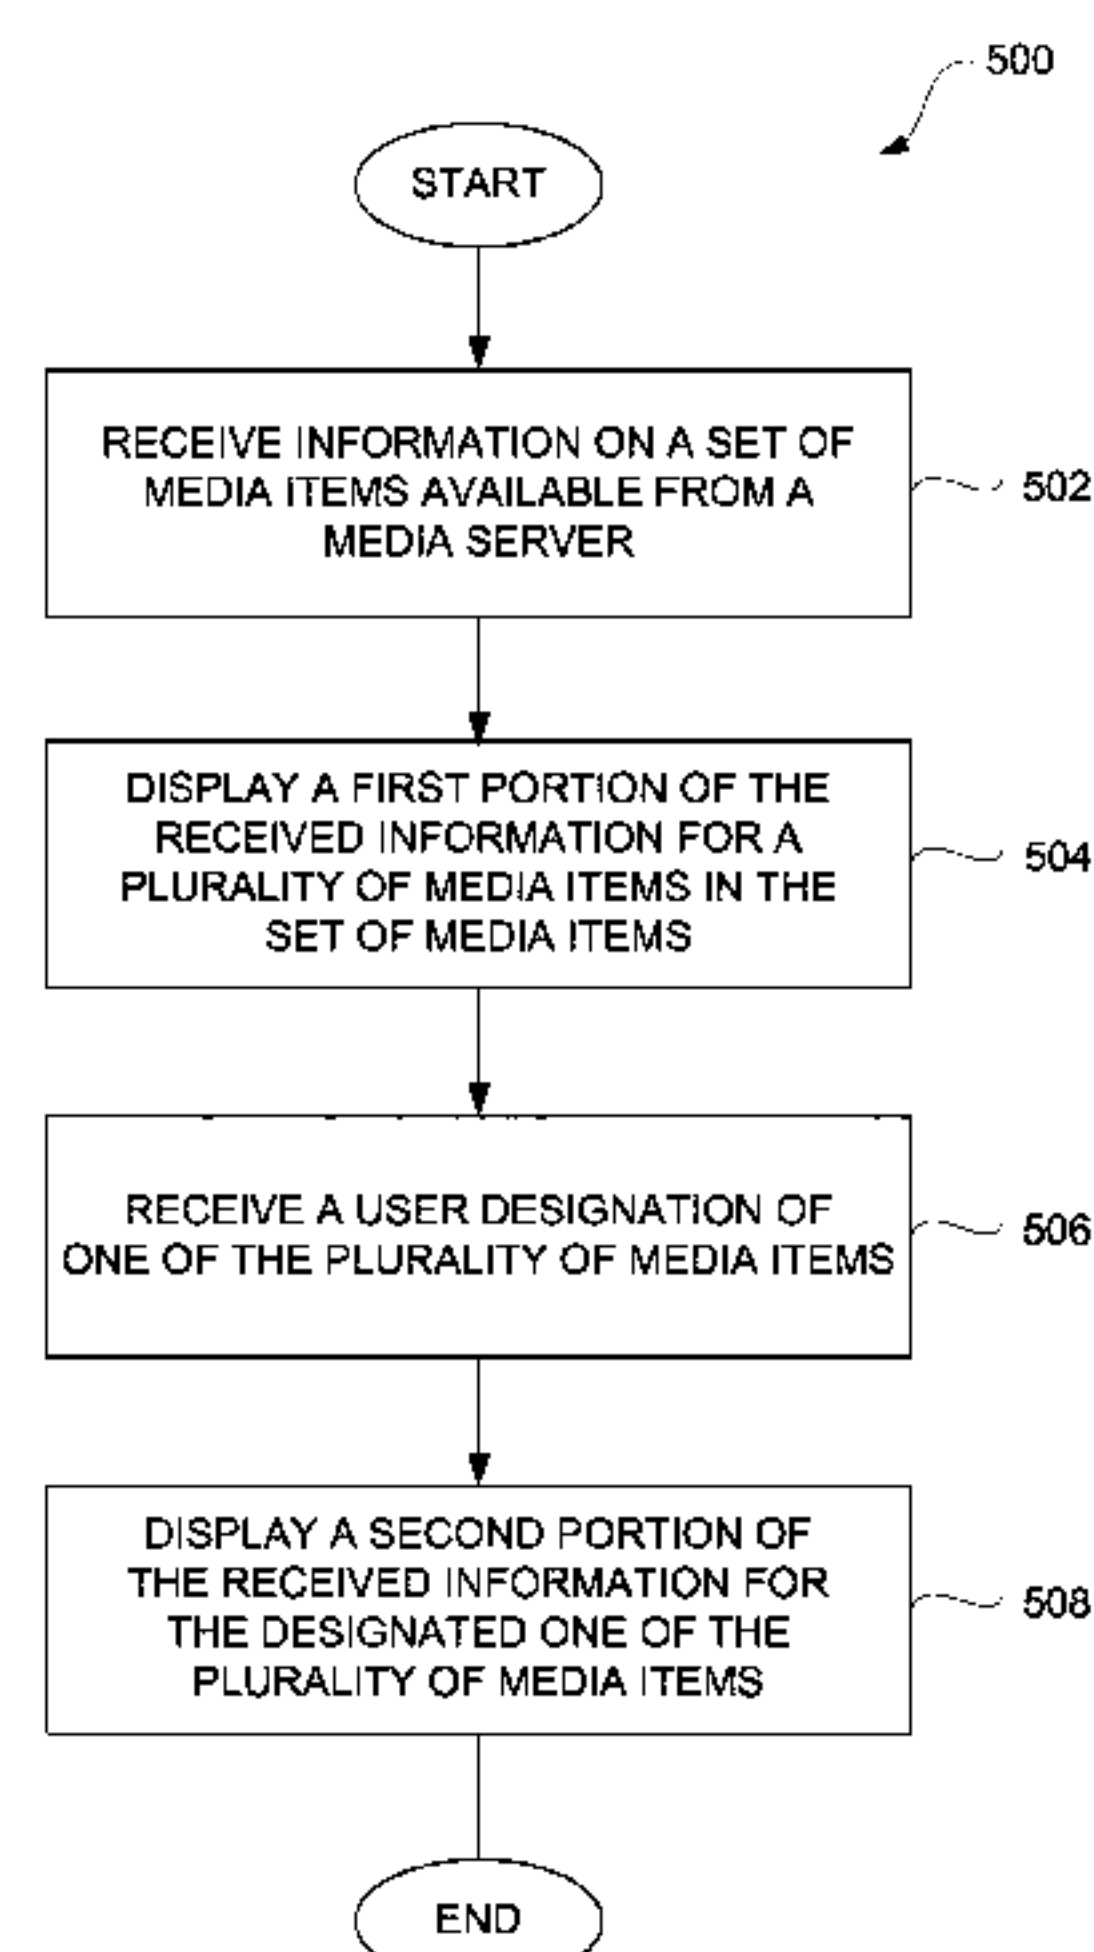 500
START
RECEIVE INFORMATION ON A SET OF
MEDIA ITEMS AVAILABLE FROM A
MEDIA SERVER
502
DISPLAY A FIRST PORTION OF THE
RECEIVED INFORMATION FOR A
PLURALITY OF MEDIA ITEMS IN THE
SET OF MEDIA ITEMS
504
RECEIVE A USER DESIGNATION OF
ONE OF THE PLURALITY OF MEDIA ITEMS
506
DISPLAY A SECOND PORTION OF
THE RECEIVED INFORMATION FOR
THE DESIGNATED ONE OF THE
PLURALITY OF MEDIA ITEMS
508
END